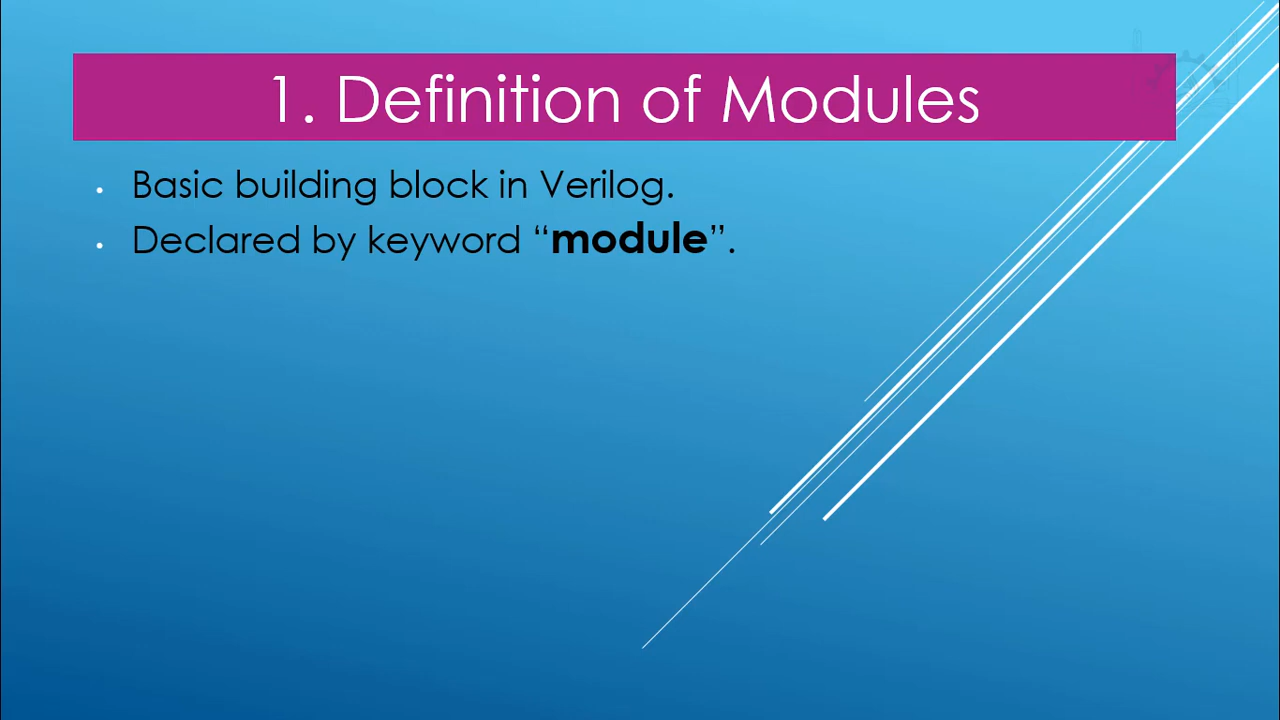 1. Definition of Modules
• Basic building block in Verilog.
• Declared by keyword “module”.